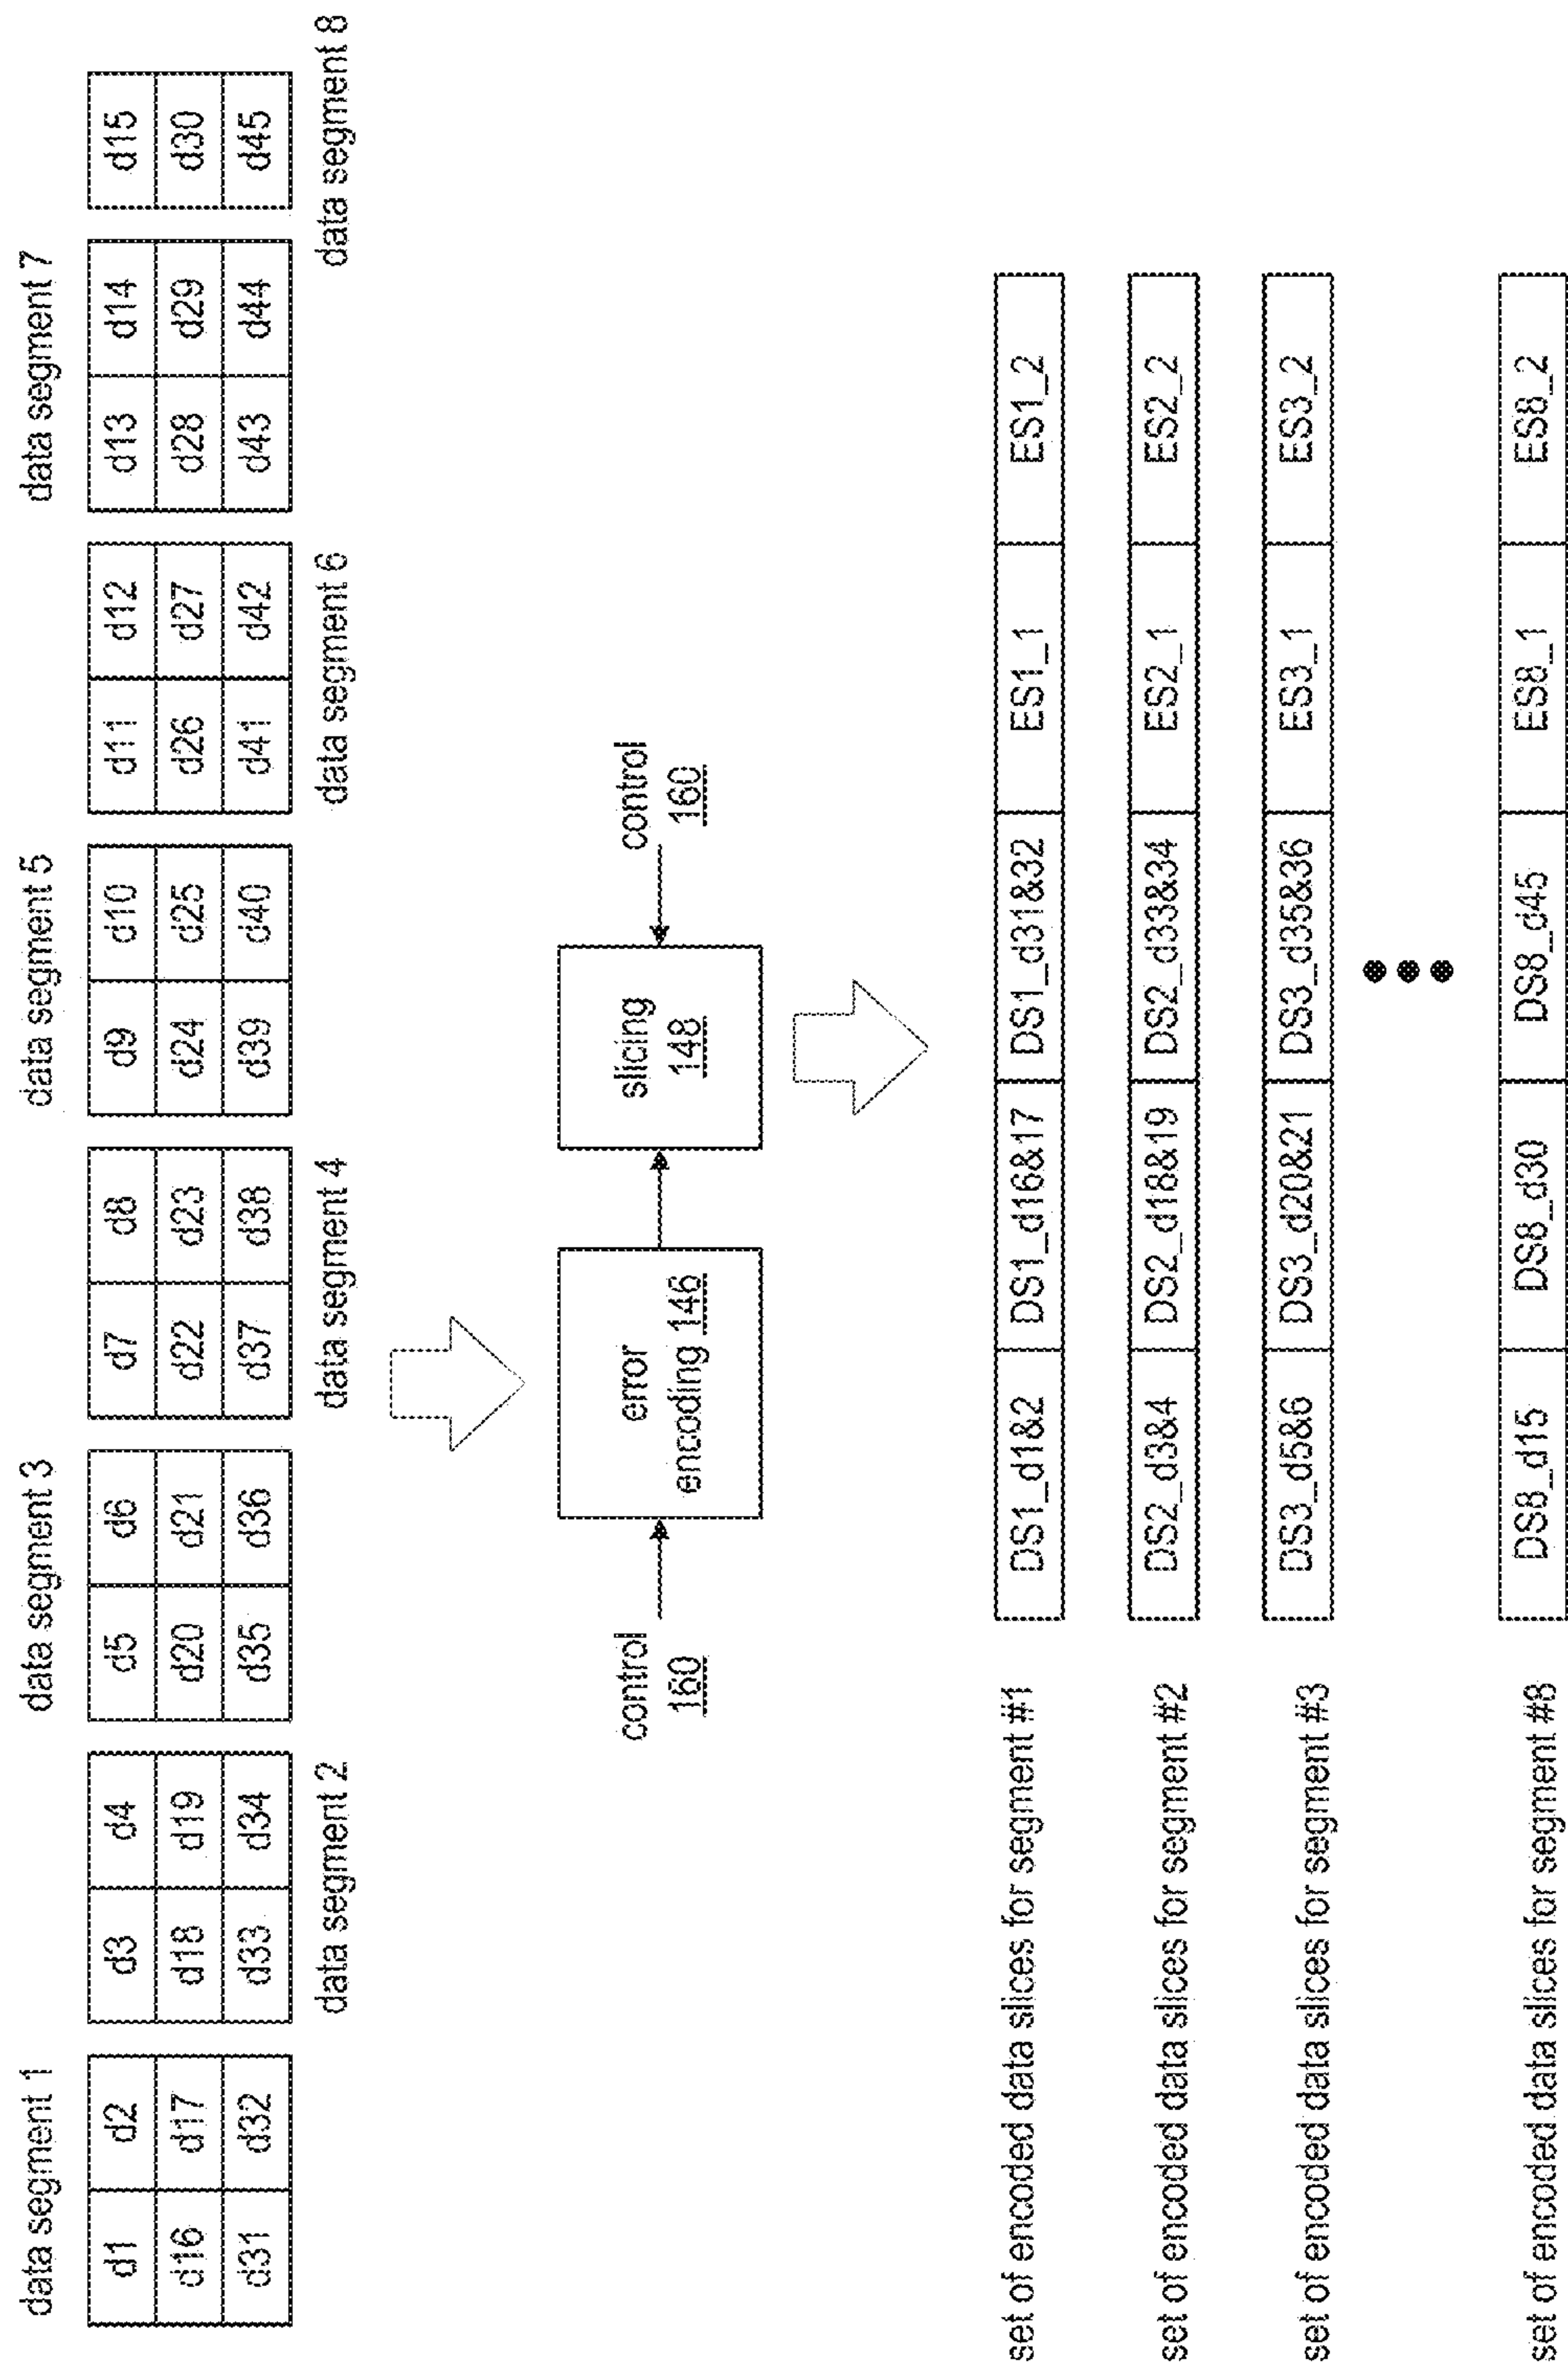 data segment 1
data segment 3
data segment 5
data segment 7
d1 d2 d3 d4 d5 d6 d7 d8 d9 d10 d11 d12 d13 d14 d15
d16 d17 d18 d19 d20 d21 d22 d23 d24 d25 d26 d27 d28 d29 d30
d31 d32 d33 d34 d35 d36 d37 d38 d39 d40 d41 d42 d43 d44 d45
data segment 2
data segment 4
data segment 6
data segment 8
control
160
error
encoding 146
slicing
148
control
160
set of encoded data slices for segment #1
DS1_d1&2 DS1_d16&17 DS1_d31&32 ES1_1 ES1_2
set of encoded data slices for segment #2
DS2_d3&4 DS2_d18&19 DS2_d33&34 ES2_1 ES2_2
set of encoded data slices for segment #3
DS3_d5&6 DS3_d20&21 DS3_d35&36 ES3_1 ES3_2
set of encoded data slices for segment #8
DS8_d15 DS8_d30 DS8_d45 ES8_1 ES8_2